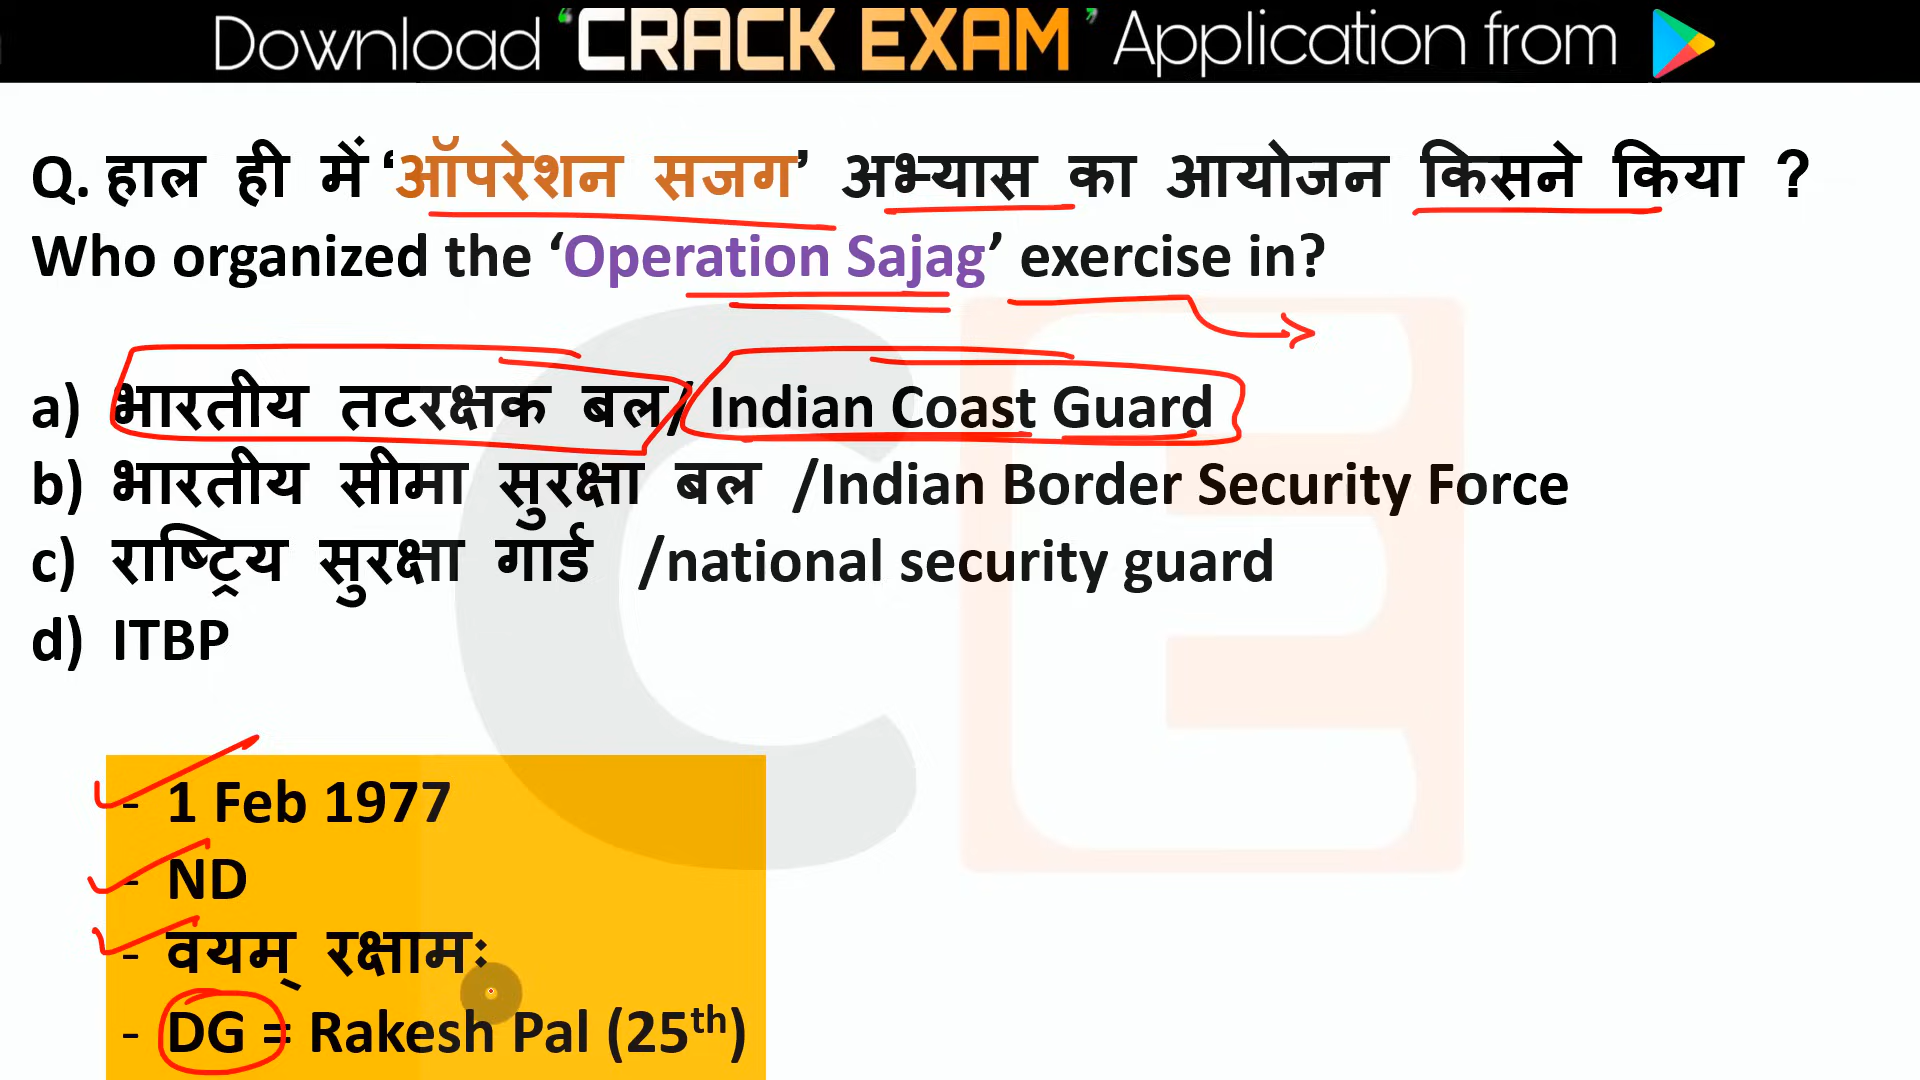 Download ‘CRACK EXAM’ Application from
Q. हाल ही में ‘ऑपरेशन सजग’ अभ्यास का आयोजन किसने किया ?
Who organized the ‘Operation Sajag’ exercise in?
a) भारतीय तटरक्षक बल/ Indian Coast Guard
b) भारतीय सीमा सुरक्षा बल /Indian Border Security Force
c) राष्ट्रिय सुरक्षा गार्ड /national security guard
d) ITBP
- 1 Feb 1977
- ND
- वयम् रक्षामः
- DG = Rakesh Pal (25th)
CE